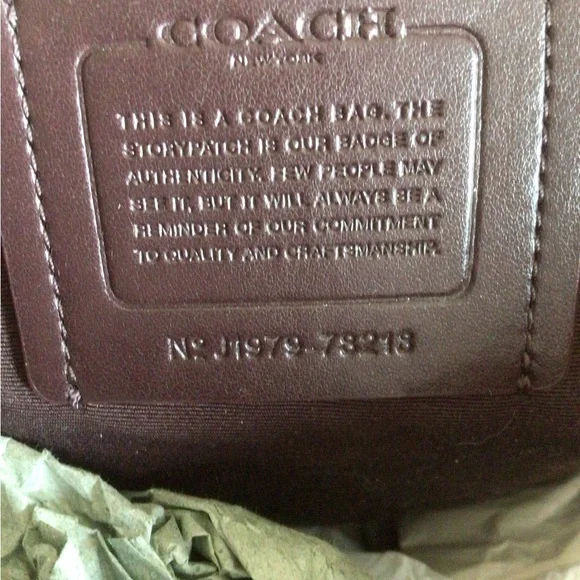 COACH
NEW YORK
THIS IS A COACH BAG. THE
STORYPATCH IS OUR BADGE OF
AUTHENTICITY. FEW PEOPLE MAY
SEE IT, BUT IT WILL ALWAYS BE A
REMINDER OF OUR COMMITMENT
TO QUALITY AND CRAFTSMANSHIP.
Nº J1979-73213